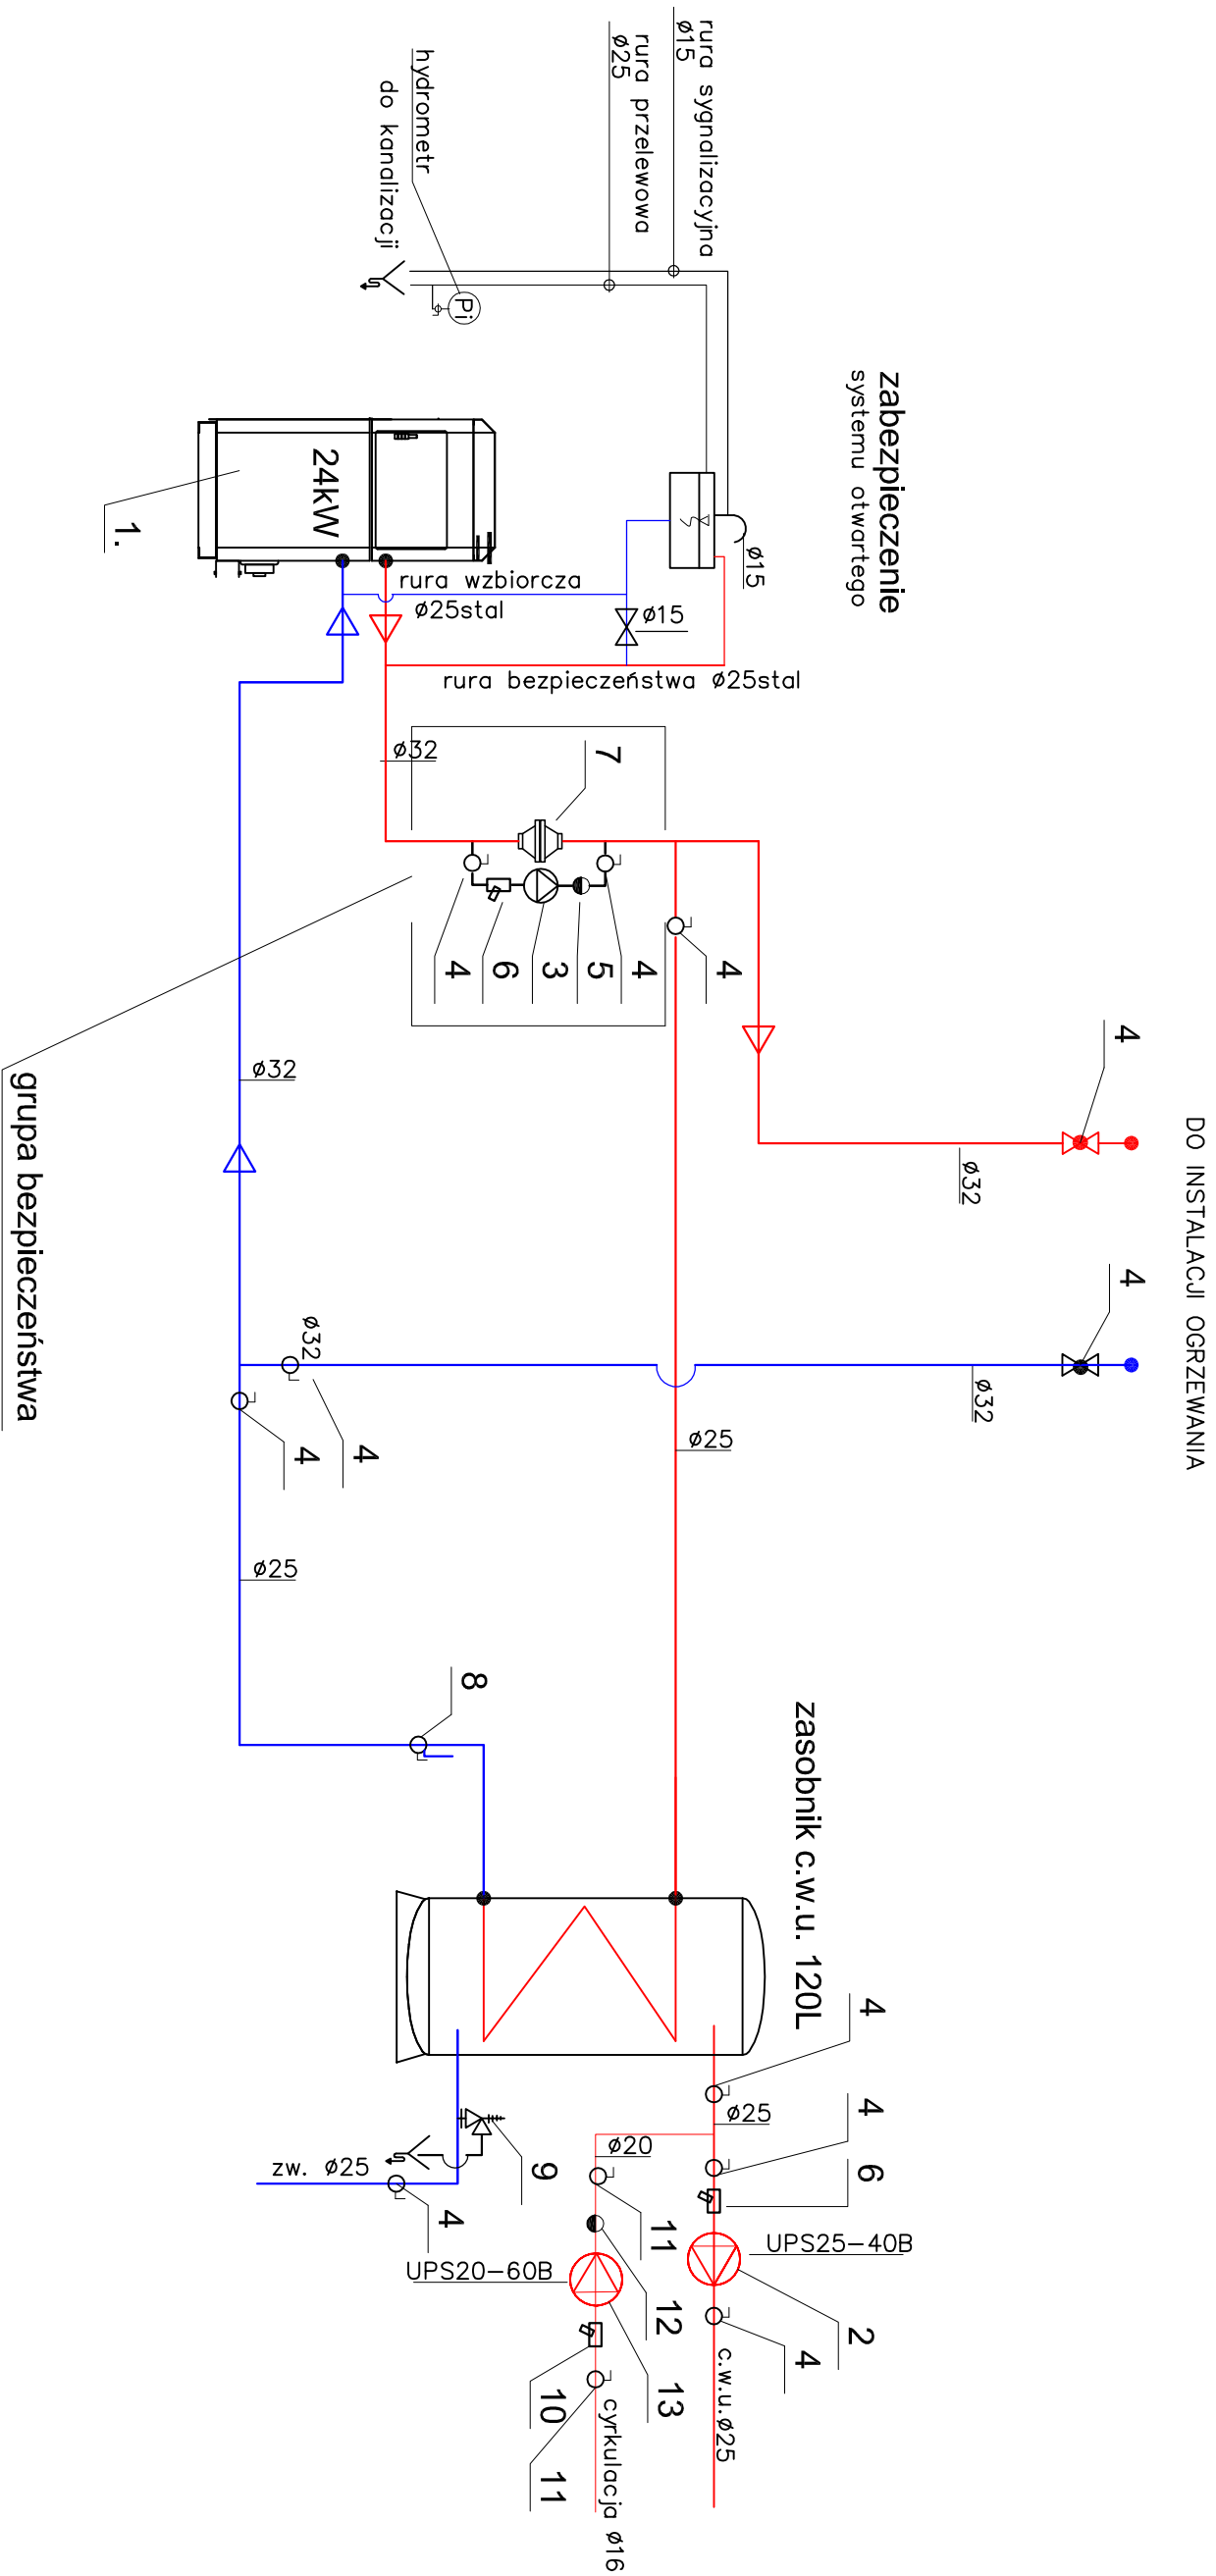 DO INSTALACJI OGRZEWANIA
zabezpieczenie
systemu otwartego
rura sygnalizacyjna
ø15
rura przelewowa
ø25
hydrometr
do kanalizacji
Pi
24kW
1.
ø15
rura wzbiorcza
ø25stal
ø15
rura bezpieczeństwa ø25stal
ø32
7
4
6
3
5
4
4
4
ø32
4
ø32
ø32
grupa bezpieczeństwa
ø32
4
4
ø25
ø25
8
zasobnik c.w.u. 120L
4
4
6
ø25
ø20
UPS25-40B
2
4
c.w.u.ø25
9
zw. ø25
4
11
12
UPS20-60B
13
10
11
cyrkulacja ø16